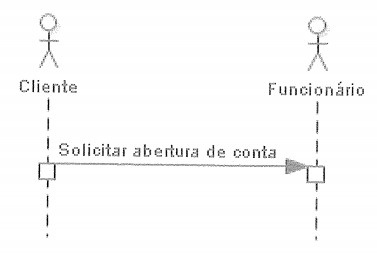 Cliente
Funcionário
Solicitar abertura de conta